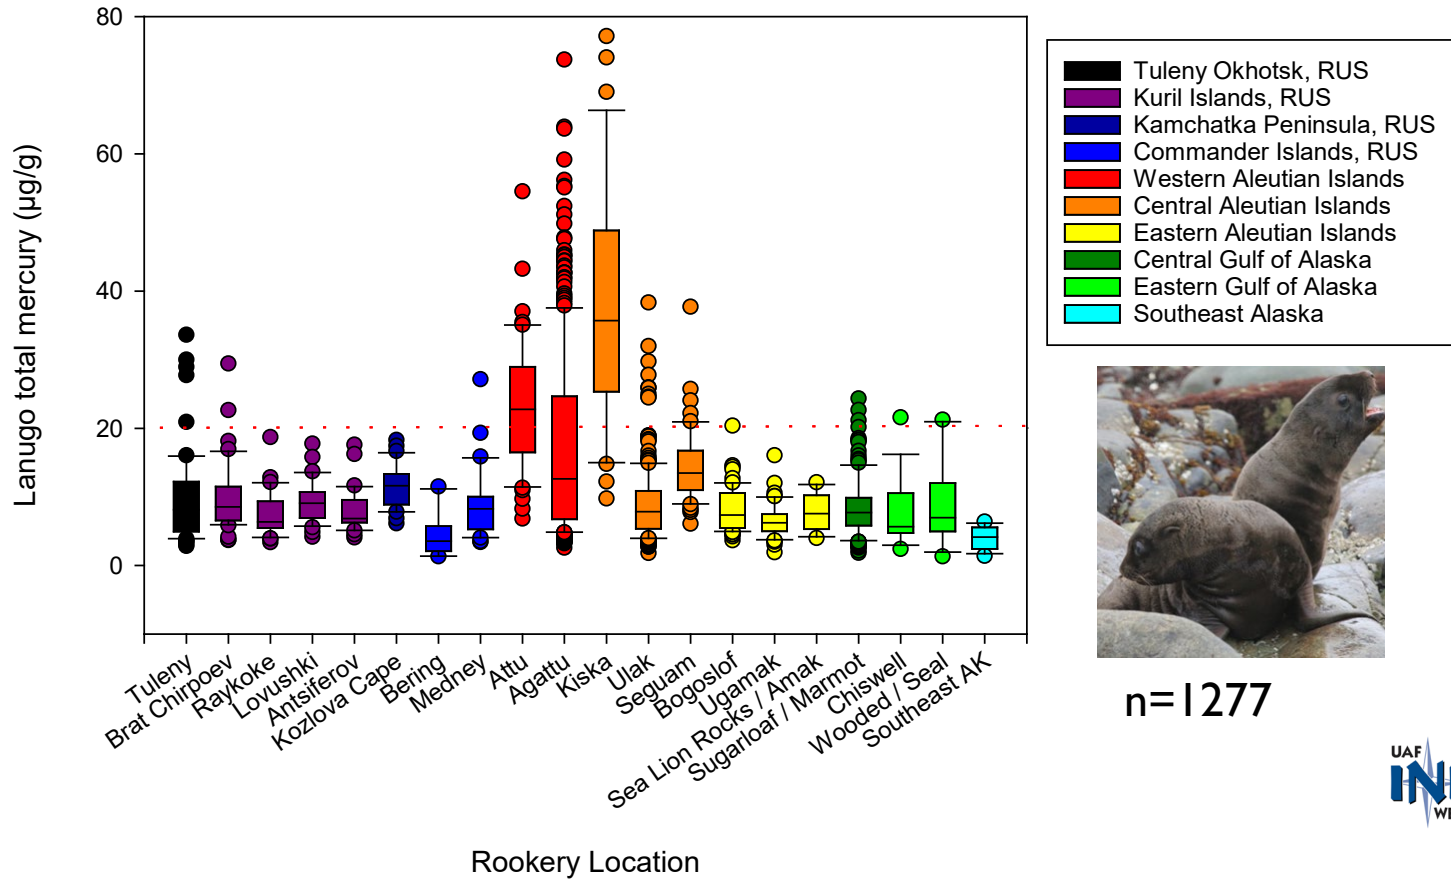 Lanugo total mercury (µg/g)
80
60
40
20
0
Tuleny
Brat Chirpoev
Raykoke
Lovushki
Antsiferov
Kozlova Cape
Bering
Medney
Attu
Agattu
Kiska
Ulak
Seguam
Bogoslof
Ugamak
Sea Lion Rocks / Amak
Sugarloaf / Marmot
Chiswell
Wooded / Seal
Southeast AK
Rookery Location
Tuleny Okhotsk, RUS
Kuril Islands, RUS
Kamchatka Peninsula, RUS
Commander Islands, RUS
Western Aleutian Islands
Central Aleutian Islands
Eastern Aleutian Islands
Central Gulf of Alaska
Eastern Gulf of Alaska
Southeast Alaska
n=1277
UAF